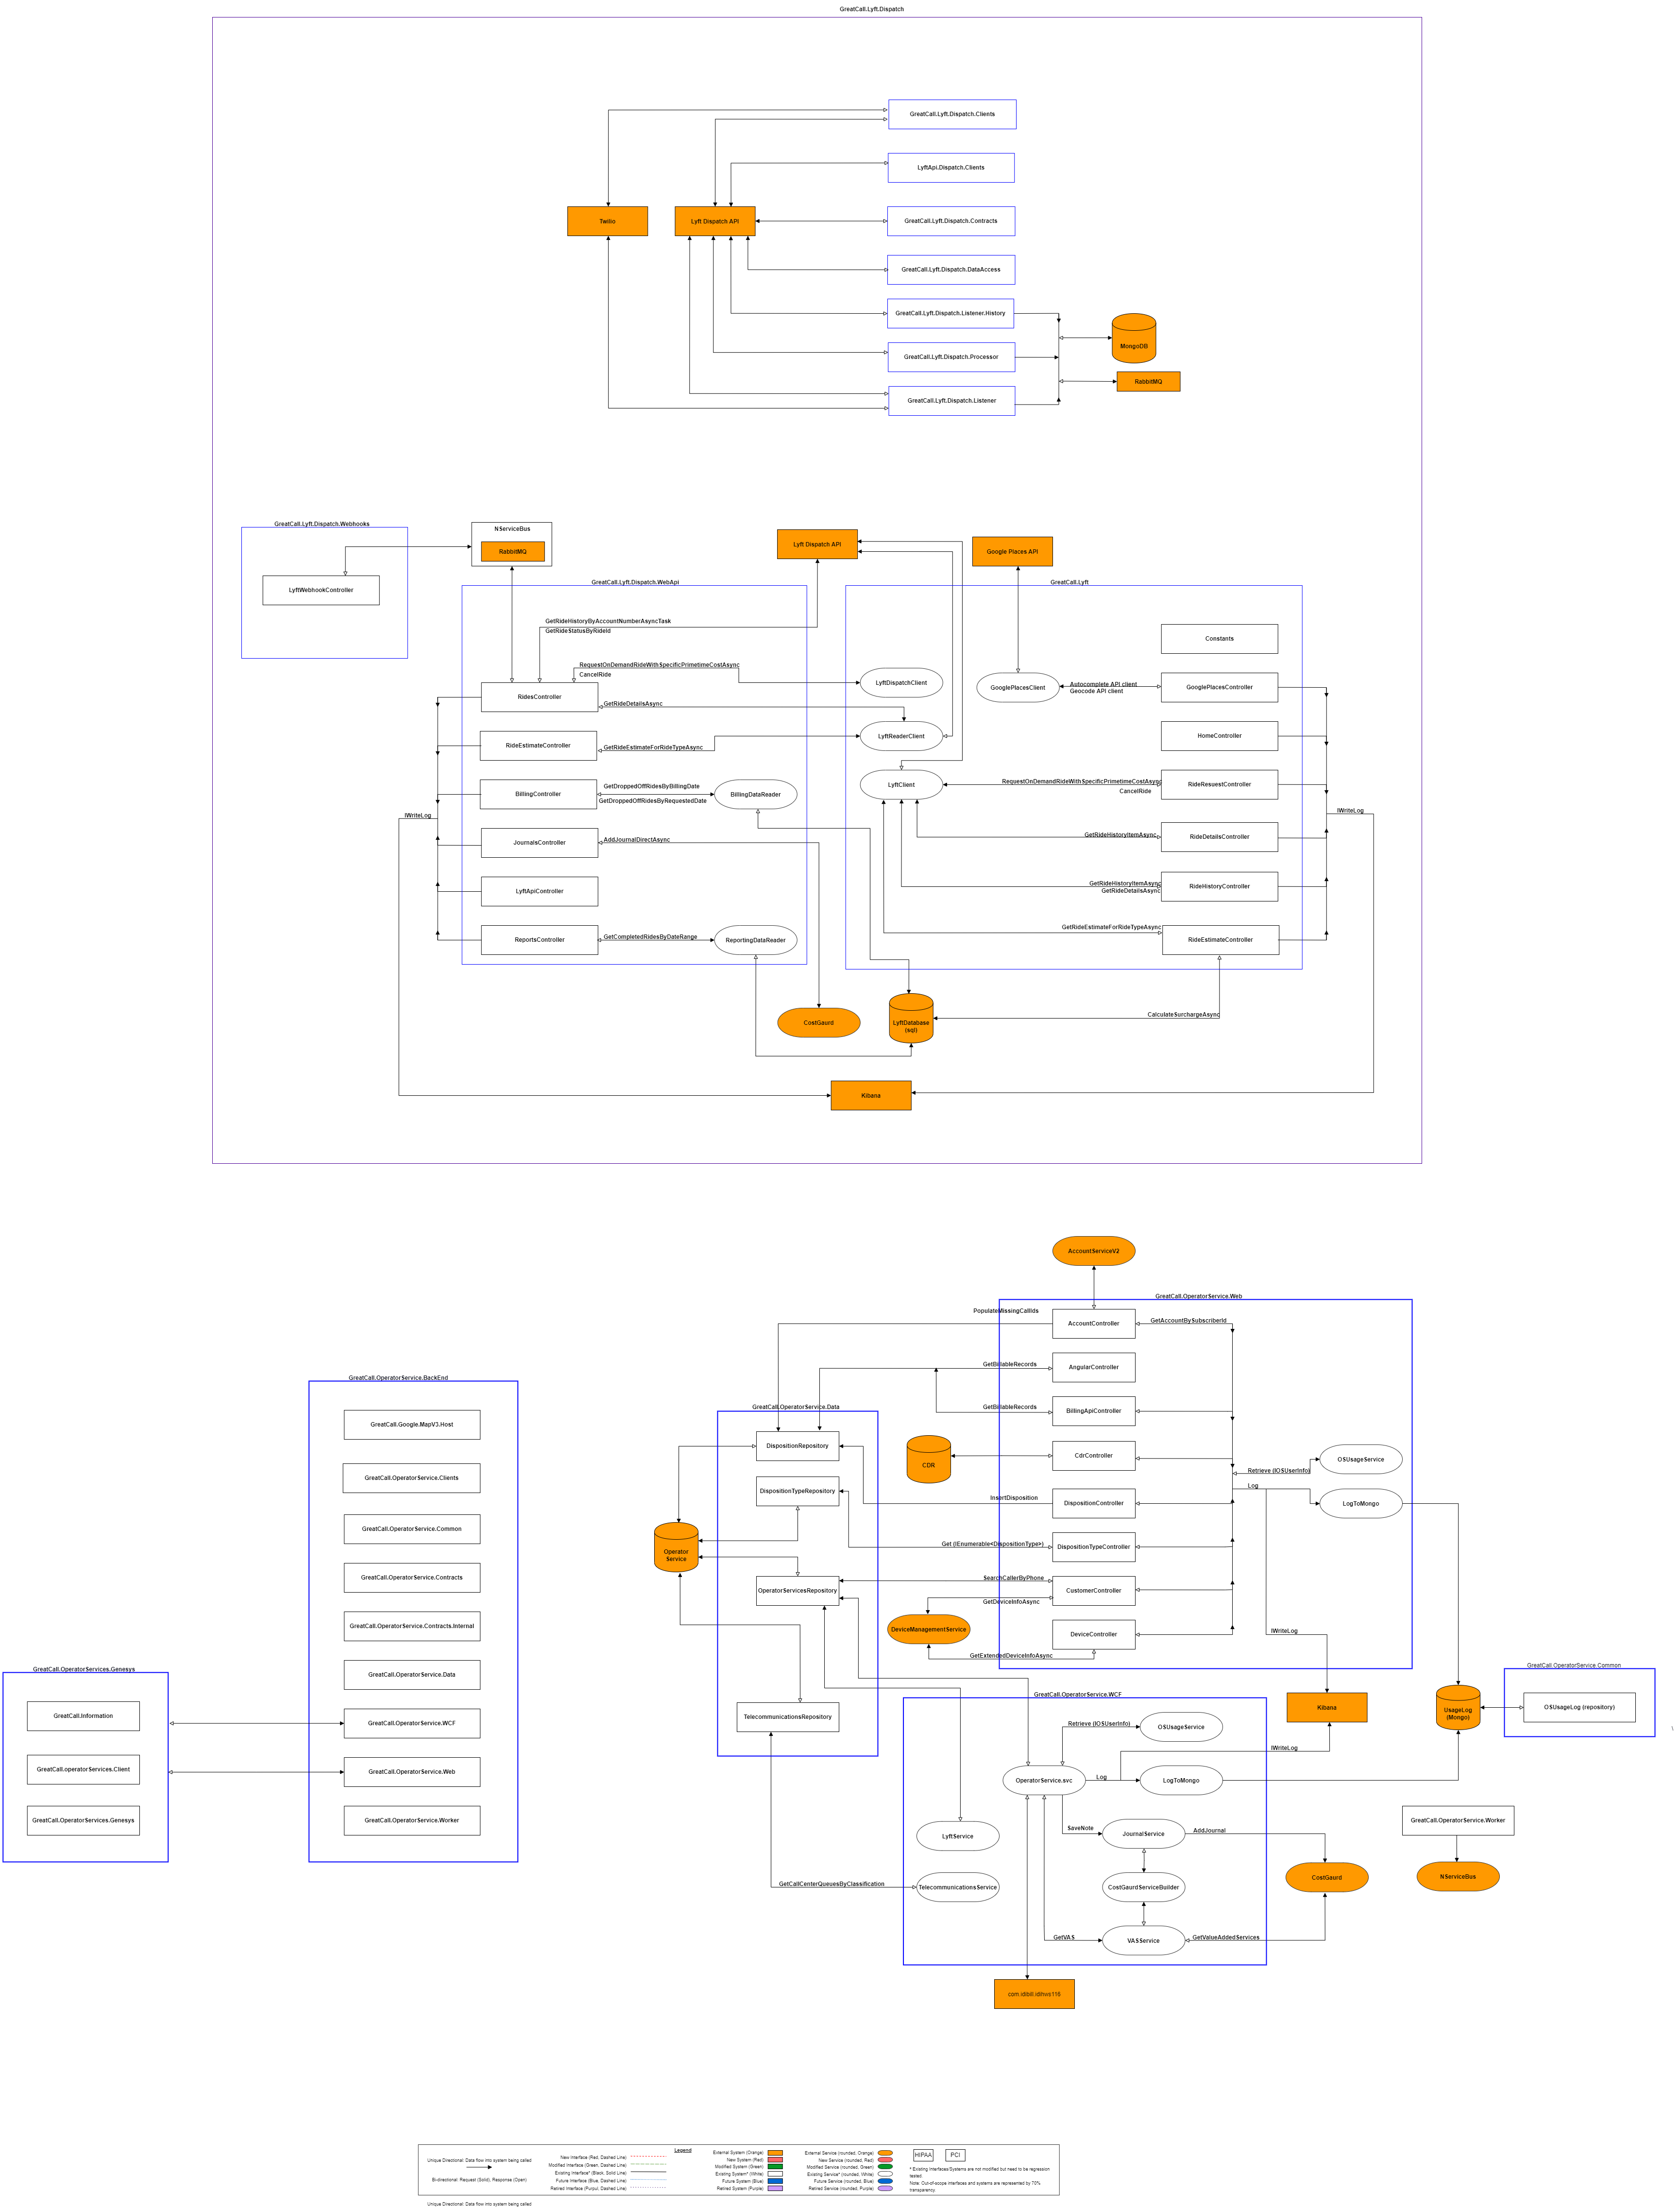 GreatCall.Lyft.Dispatch
GreatCall.Lyft.Dispatch.Clients
LyftApi.Dispatch.Clients
Twilio
Lyft Dispatch API
GreatCall.Lyft.Dispatch.Contracts
GreatCall.Lyft.Dispatch.DataAccess
GreatCall.Lyft.Dispatch.Listener.History
MongoDB
GreatCall.Lyft.Dispatch.Processor
RabbitMQ
GreatCall.Lyft.Dispatch.Listener
GreatCall.Lyft.Dispatch.Webhooks
NServiceBus
RabbitMQ
Lyft Dispatch API
Google Places API
LyftWebhookController
GreatCall.Lyft.Dispatch.WebApi
GreatCall.Lyft
GetRideHistoryByAccountNumberAsyncTask
GetRideStatusByRideId
Constants
RequestOnDemandRideWithSpecificPrimetimeCostAsync
CancelRide
LyftDispatchClient
GooglePlacesClient
Autocomplete API client
Geocode API client
GooglePlacesController
RidesController
GetRideDetailsAsync
LyftReaderClient
HomeController
RideEstimateController
GetRideEstimateForRideTypeAsync
LyftClient
RequestOnDemandRideWithSpecificPrimetimeCostAsync
CancelRide
RideResuestController
BillingController
GetDroppedOffRidesByBillingDate
GetDroppedOffRidesByRequestedDate
BillingDataReader
IWriteLog
IWriteLog
JournalsController
AddJournalDirectAsync
GetRideHistoryItemAsync
RideDetailsController
LyftApiController
GetRideHistoryItemAsync
GetRideDetailsAsync
RideHistoryController
ReportsController
GetCompletedRidesByDateRange
ReportingDataReader
GetRideEstimateForRideTypeAsync
RideEstimateController
CostGaurd
LyftDatabase
(sql)
CalculateSurchargeAsync
Kibana
AccountServiceV2
GreatCall.OperatorService.Web
PopulateMissingCallIds
AccountController
GetAccountBySubscriberId
GetBillableRecords
AngularController
GreatCall.OperatorService.BackEnd
GetBillableRecords
BillingApiController
GreatCall.OperatorService.Data
GreatCall.Google.MapV3.Host
DispositionRepository
CDR
CdrController
OSUsageService
Retrieve (IOSUserInfo)
GreatCall.OperatorService.Clients
DispositionTypeRepository
Log
InsertDisposition
DispositionController
LogToMongo
GreatCall.OperatorService.Common
Operator
Service
Get (IEnumerable<DispositionType>)
DispositionTypeController
GreatCall.OperatorService.Contracts
OperatorServicesRepository
SearchCallerByPhone
CustomerController
GetDeviceInfoAsync
GreatCall.OperatorService.Contracts.Internal
DeviceManagementService
DeviceController
IWriteLog
GetExtendedDeviceInfoAsync
GreatCall.OperatorServices.Genesys
GreatCall.OperatorService.Data
GreatCall.OperatorService.Common
GreatCall.OperatorService.WCF
GreatCall.Information
GreatCall.OperatorService.WCF
TelecommunicationsRepository
Retrieve (IOSUserInfo)
OSUsageService
Kibana
UsageLog
(Mongo)
OSUsageLog (repository)
IWriteLog
GreatCall.operatorServices.Client
GreatCall.OperatorService.Web
OperatorService.svc
Log
LogToMongo
GreatCall.OperatorServices.Genesys
GreatCall.OperatorService.Worker
SaveNote
LyftService
JournalService
AddJournal
GreatCall.OperatorService.Worker
GetCallCenterQueuesByClassification
TelecommunicationsService
CostGaurdServiceBuilder
CostGaurd
NServiceBus
GetVAS
VASService
GetValueAddedServices
com.idibill.idihws116
Legend
Unique Directional: Data flow into system being called
Bi-directional: Request (Solid), Response (Open)
New Interface (Red, Dashed Line)
Modified Interface (Green, Dashed Line)
Existing Interface* (Black, Solid Line)
Future Interface (Blue, Dashed Line)
Retired Interface (Purpul, Dashed Line)
External System (Orange)
New System (Red)
Modified System (Green)
Existing System* (White)
Future System (Blue)
Retired System (Purple)
External Service (rounded, Orange)
New Service (rounded, Red)
Modified Service (rounded, Green)
Existing Service* (rounded, White)
Future Service (rounded, Blue)
Retired Service (rounded, Purple)
HIPAA
PCI
* Existing Interfaces/Systems are not modified but need to be regression
tested
Note: Out-of-scope interfaces and systems are represented by 70%
transparency.
Unique Directional: Data flow into system being called